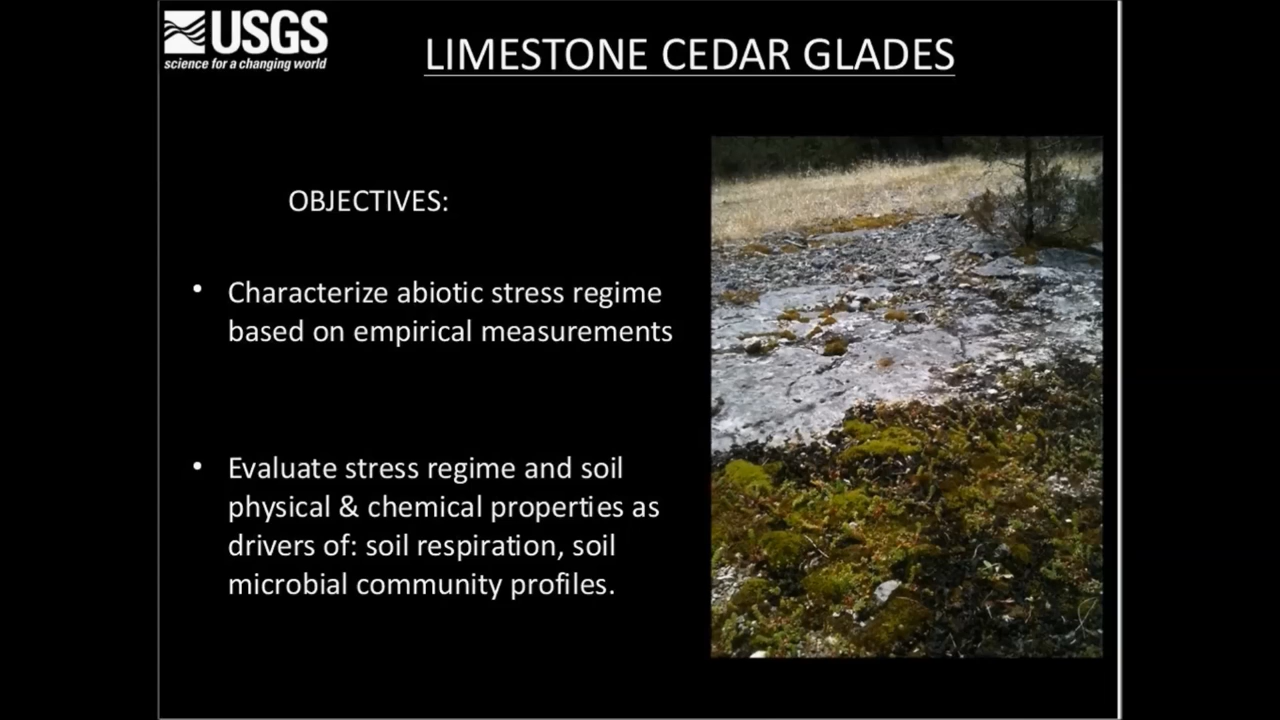 USGS
science for a changing world
LIMESTONE CEDAR GLADES
OBJECTIVES:
• Characterize abiotic stress regime
based on empirical measurements
• Evaluate stress regime and soil
physical & chemical properties as
drivers of: soil respiration, soil
microbial community profiles.